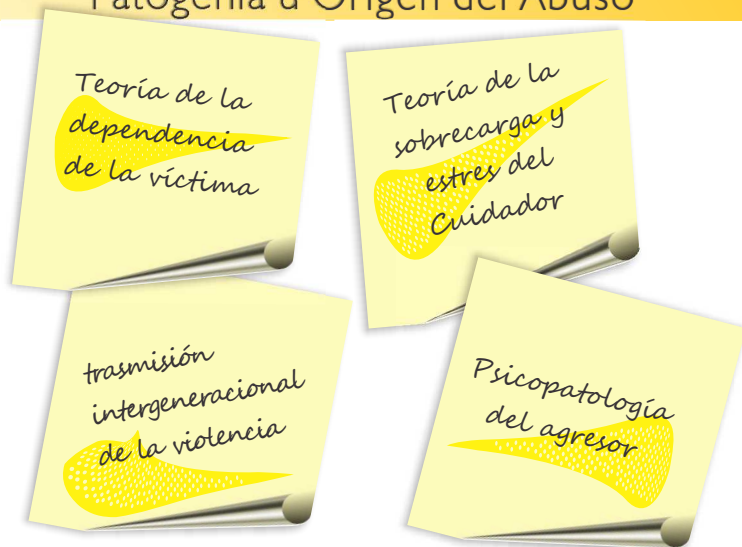 Patogenia u Origen del Abuso
Teoría de la
dependencia
de la víctima
Teoría de la
sobrecarga y
estres del
Cuidador
trasmisión
intergeneracional
de la violencia
Psicopatología
del agresor